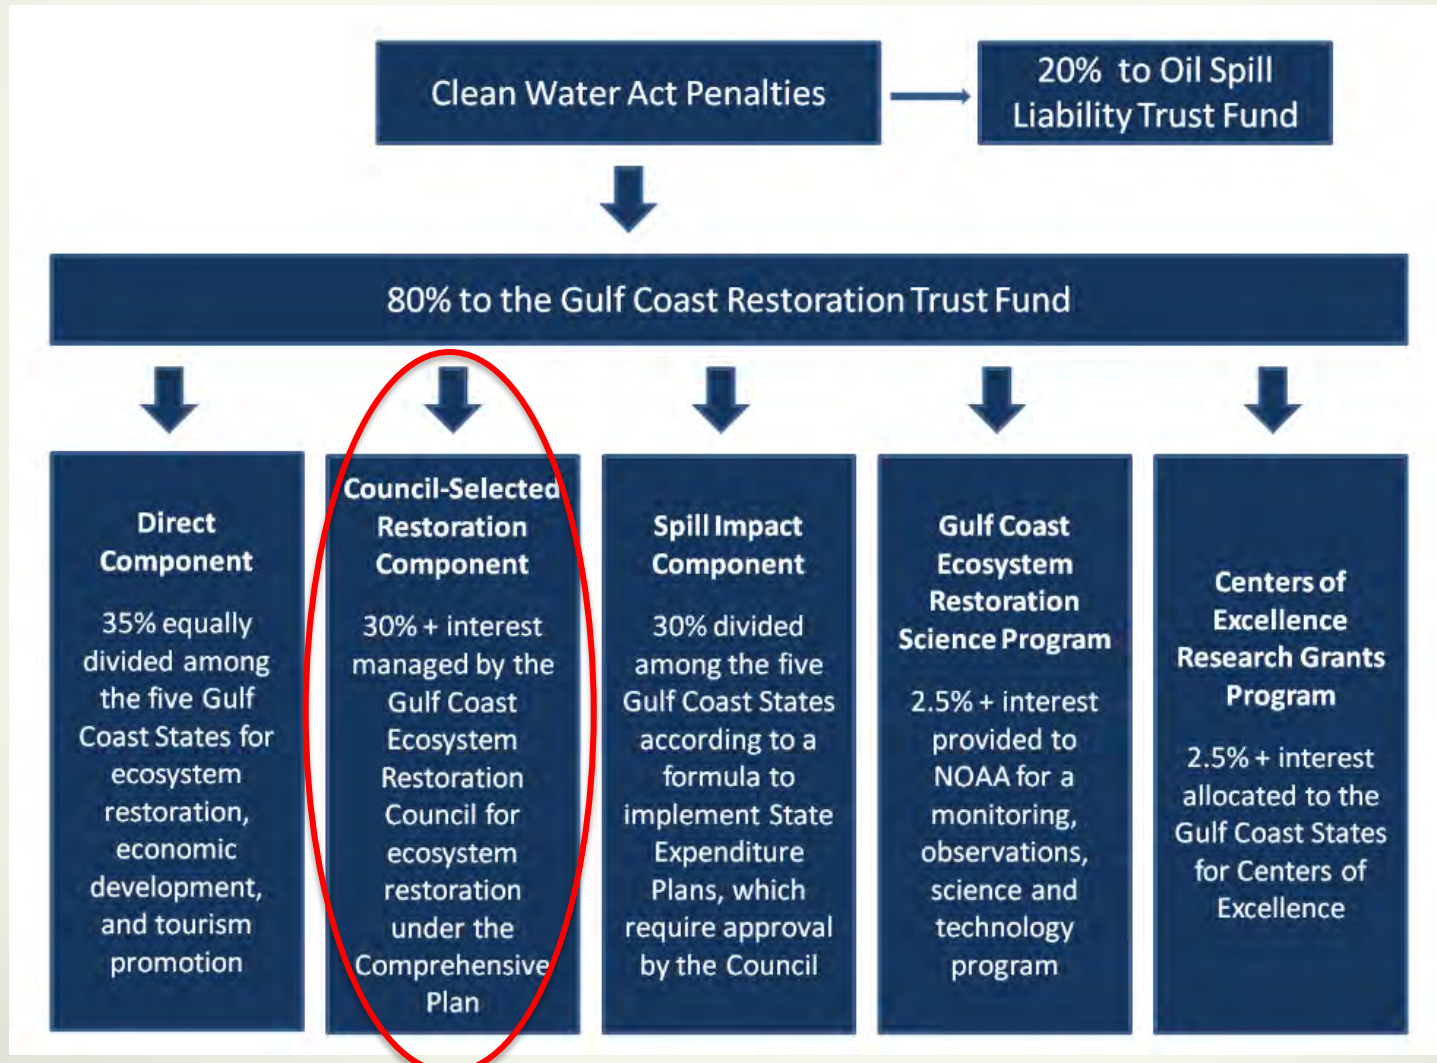 Clean Water Act Penalties
20% to Oil Spill
Liability Trust Fund
80% to the Gulf Coast Restoration Trust Fund
Direct
Component
35% equally
divided among
the five Gulf
Coast States for
ecosystem
restoration,
economic
development,
and tourism
promotion
Council-Selected
Restoration
Component
30% + interest
managed by the
Gulf Coast
Ecosystem
Restoration
Council for
ecosystem
restoration
under the
Comprehensive
Plan
Spill Impact
Component
30% divided
among the five
Gulf Coast States
according to a
formula to
implement State
Expenditure
Plans, which
require approval
by the Council
Gulf Coast
Ecosystem
Restoration
Science Program
2.5% + interest
provided to
NOAA for a
monitoring,
observations,
science and
technology
program
Centers of
Excellence
Research Grants
Program
2.5% + interest
allocated to the
Gulf Coast States
for Centers of
Excellence